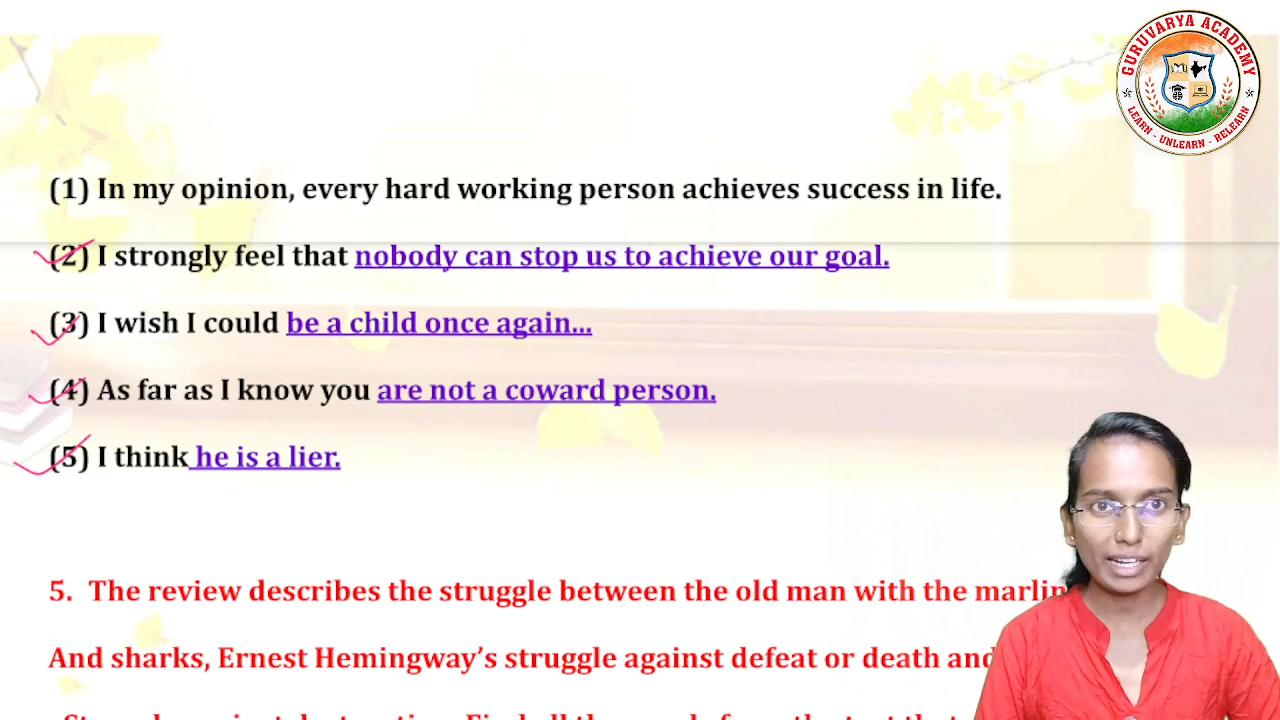 GURUVARYA ACADEMY
LEARN - UNLEARN - RELEARN
(1) In my opinion, every hard working person achieves success in life.
(2) I strongly feel that nobody can stop us to achieve our goal.
(3) I wish I could be a child once again...
(4) As far as I know you are not a coward person.
(5) I think he is a lier.
5. The review describes the struggle between the old man with the marlin
And sharks, Ernest Hemingway’s struggle against defeat or death and